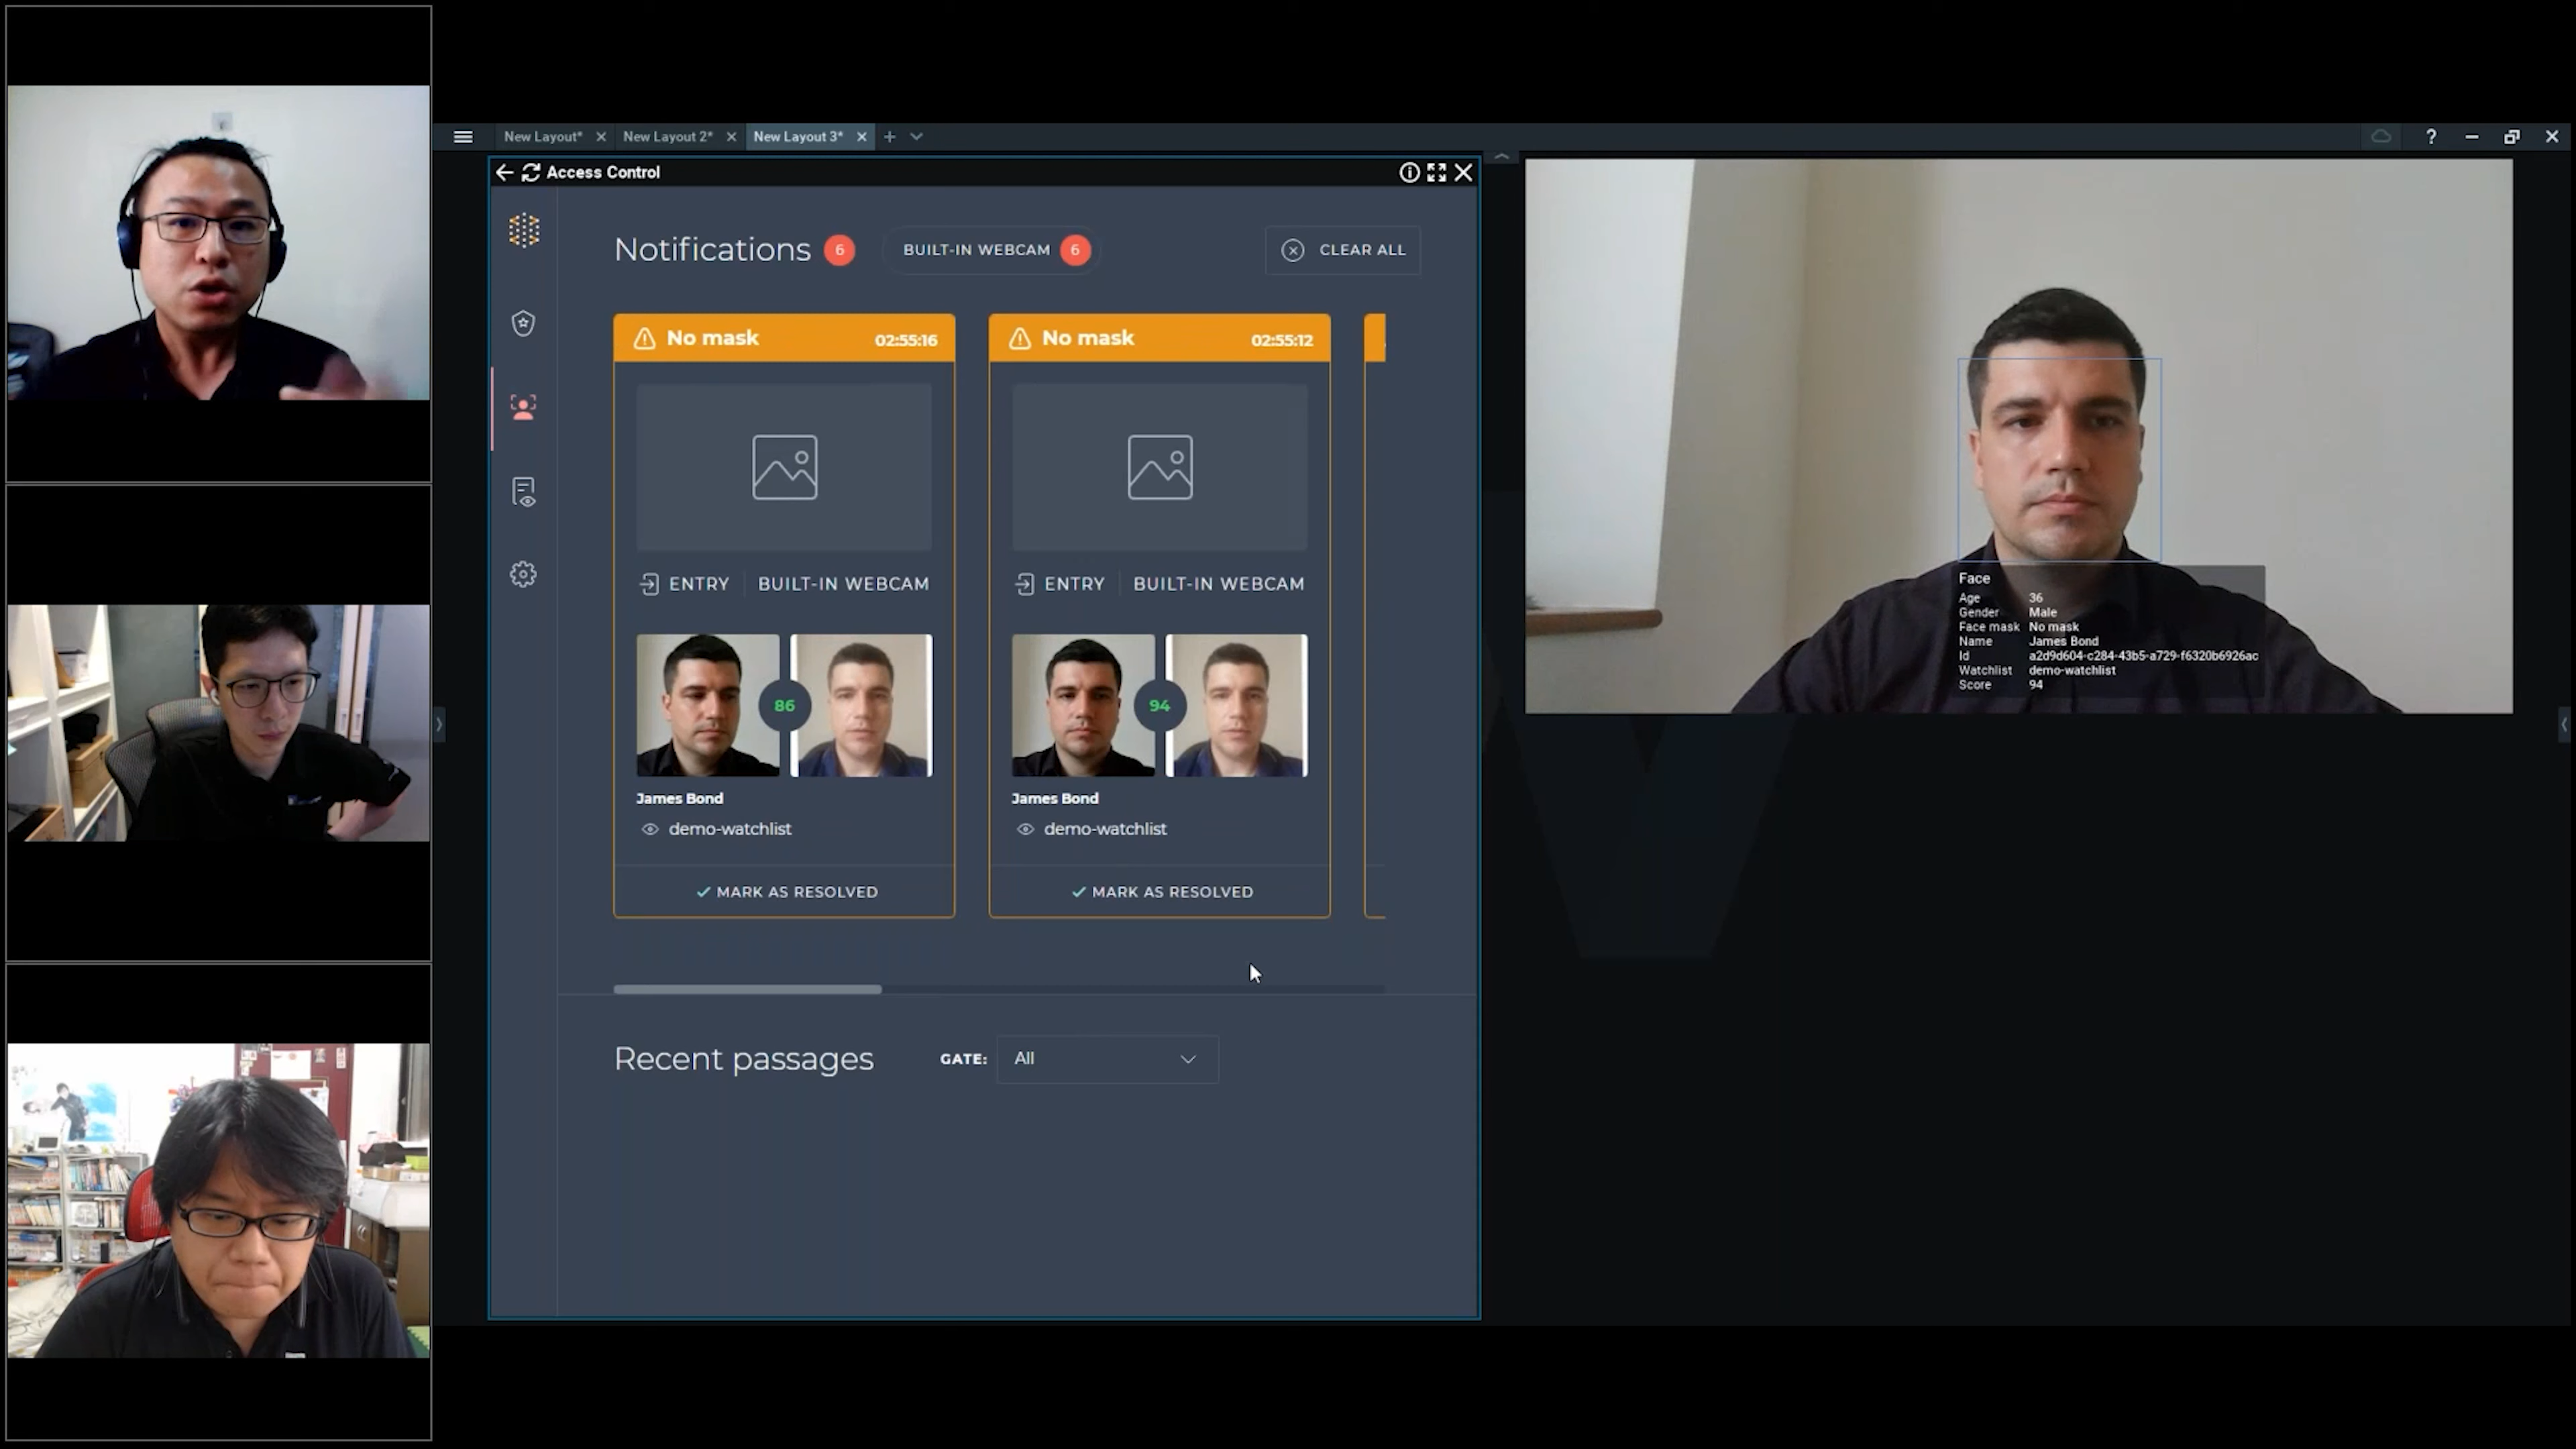 New Layout* New Layout 2* New Layout 3*
Access Control
Notifications 6 BUILT-IN WEBCAM 6 CLEAR ALL
No mask 02:55:16
ENTRY BUILT-IN WEBCAM
86
James Bond
demo-watchlist
MARK AS RESOLVED
No mask 02:55:12
ENTRY BUILT-IN WEBCAM
94
James Bond
demo-watchlist
MARK AS RESOLVED
Recent passages GATE: All
Face
Age 36
Gender Male
Face mask No mask
Name James Bond
Id a2d9d604-c284-43b5-a729-f6320b6926ac
Watchlist demo-watchlist
Score 94